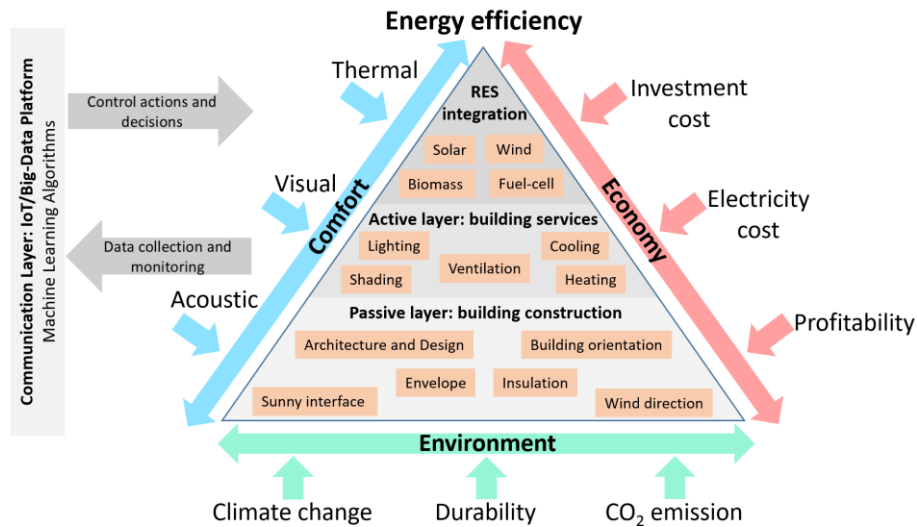 Energy efficiency
Communication Layer: IoT/Big-Data Platform
Machine Learning Algorithms
Control actions and
decisions
Data collection and
monitoring
Thermal
Visual
Acoustic
Comfort
RES
integration
Solar
Wind
Biomass
Fuel-cell
Active layer: building services
Lighting
Cooling
Shading
Ventilation
Heating
Passive layer: building construction
Architecture and Design
Building orientation
Envelope
Insulation
Sunny interface
Wind direction
Economy
Investment
cost
Electricity
cost
Profitability
Environment
Climate change
Durability
CO₂ emission